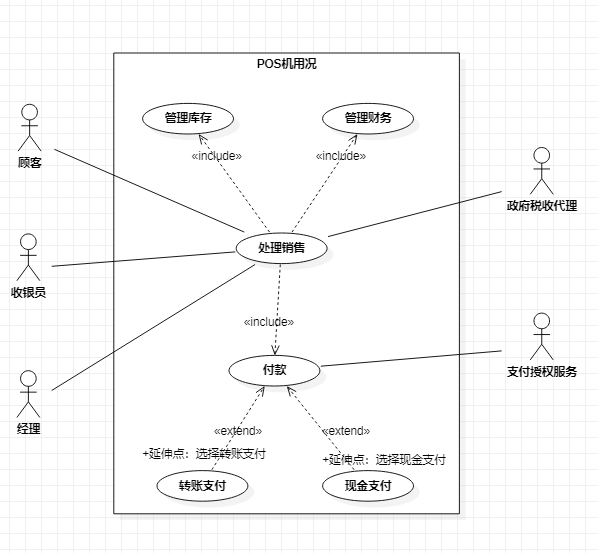 POS机用况
管理库存
管理财务
«include»
«include»
顾客
政府税收代理
处理销售
收银员
«include»
付款
支付授权服务
经理
«extend»
«extend»
+延伸点：选择转账支付
+延伸点：选择现金支付
转账支付
现金支付